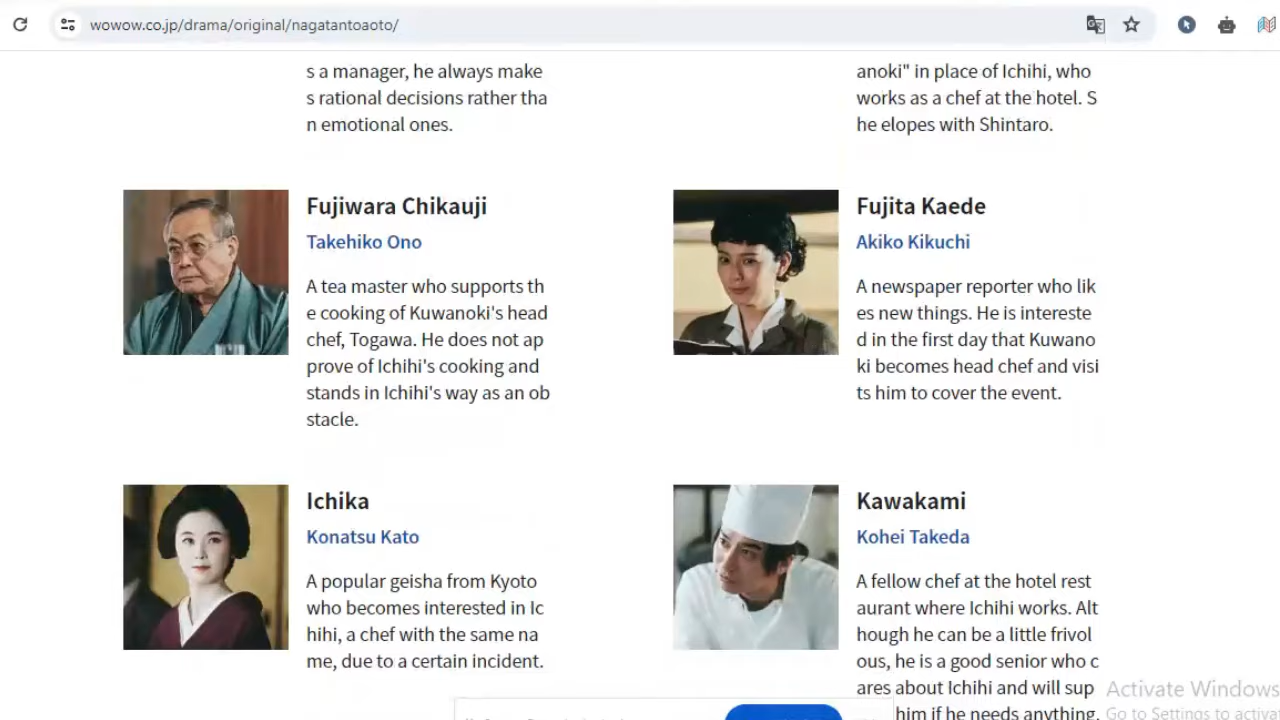 wowow.co.jp/drama/original/nagatantoaoto/
s a manager, he always make
s rational decisions rather tha
n emotional ones.
anoki" in place of Ichihi, who
works as a chef at the hotel. S
he elopes with Shintaro.
Fujiwara Chikauji
Takehiko Ono
A tea master who supports th
e cooking of Kuwanoki's head
chef, Togawa. He does not ap
prove of Ichihi's cooking and
stands in Ichihi's way as an ob
stacle.
Fujita Kaede
Akiko Kikuchi
A newspaper reporter who lik
es new things. He is intereste
d in the first day that Kuwano
ki becomes head chef and visi
ts him to cover the event.
Ichika
Konatsu Kato
A popular geisha from Kyoto
who becomes interested in Ic
hihi, a chef with the same na
me, due to a certain incident.
Kawakami
Kohei Takeda
A fellow chef at the hotel rest
aurant where Ichihi works. Alt
hough he can be a little frivol
ous, he is a good senior who c
ares about Ichihi and will sup
him if he needs anything.
Activate Windows
Go to Settings to activa